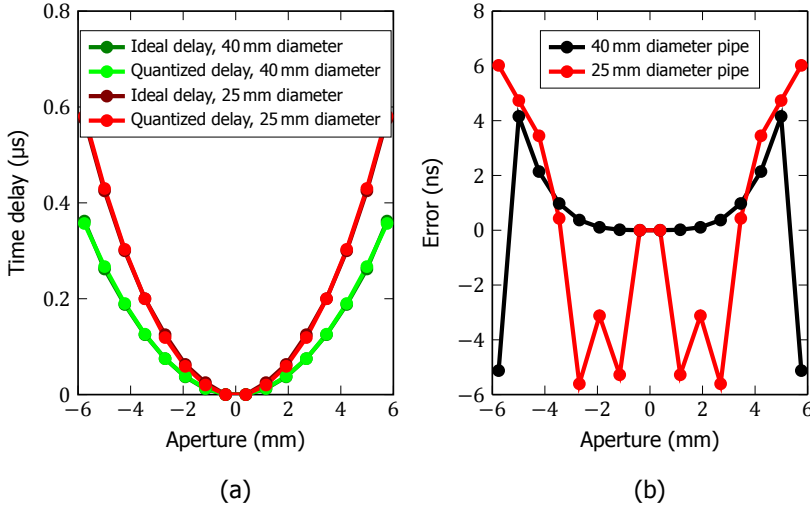 0.8
0.6
0.4
0.2
0
Time delay (μs)
Ideal delay, 40 mm diameter
Quantized delay, 40 mm diameter
Ideal delay, 25 mm diameter
Quantized delay, 25 mm diameter
−6 −4 −2 0 2 4 6
Aperture (mm)
(a)
8
6
4
2
0
−2
−4
−6
Error (ns)
40 mm diameter pipe
25 mm diameter pipe
−6 −4 −2 0 2 4 6
Aperture (mm)
(b)